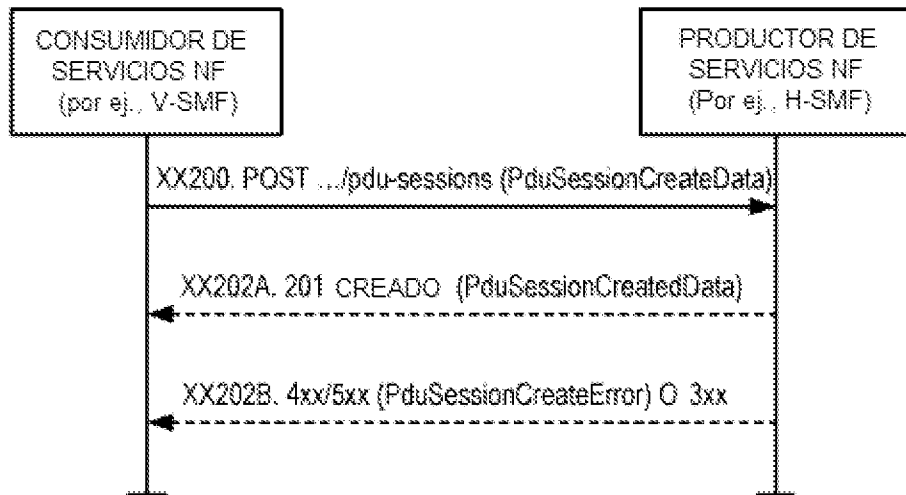 CONSUMIDOR DE
SERVICIOS NF
(por ej., V-SMF)
PRODUCTOR DE
SERVICIOS NF
(Por ej., H-SMF)
XX200. POST .../pdu-sessions (PduSessionCreateData)
XX202A. 201 CREADO (PduSessionCreatedData)
XX202B. 4xx/5xx (PduSessionCreateError) O 3xx